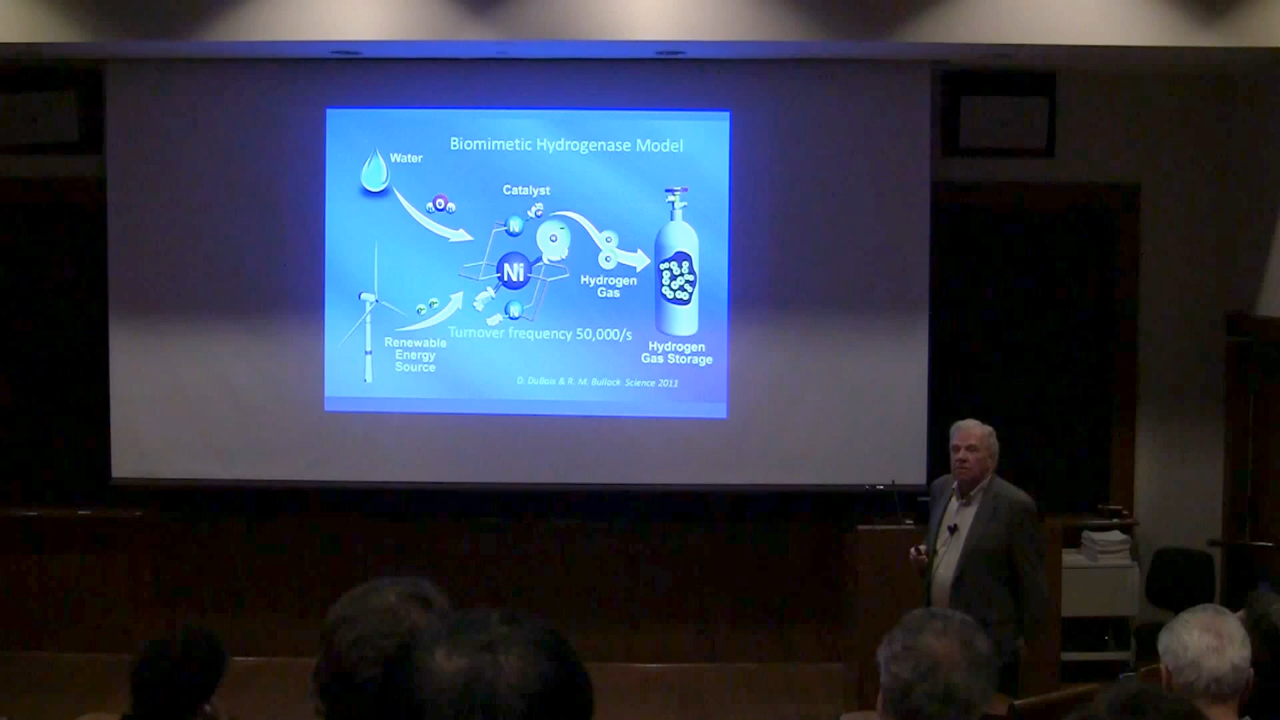 Biomimetic Hydrogenase Model
Water
Catalyst
O
N
Ni
N
Hydrogen
Gas
Turnover frequency 50,000/s
Renewable
Energy
Source
Hydrogen
Gas Storage
D. DuBois & R. M. Bullock Science 2011